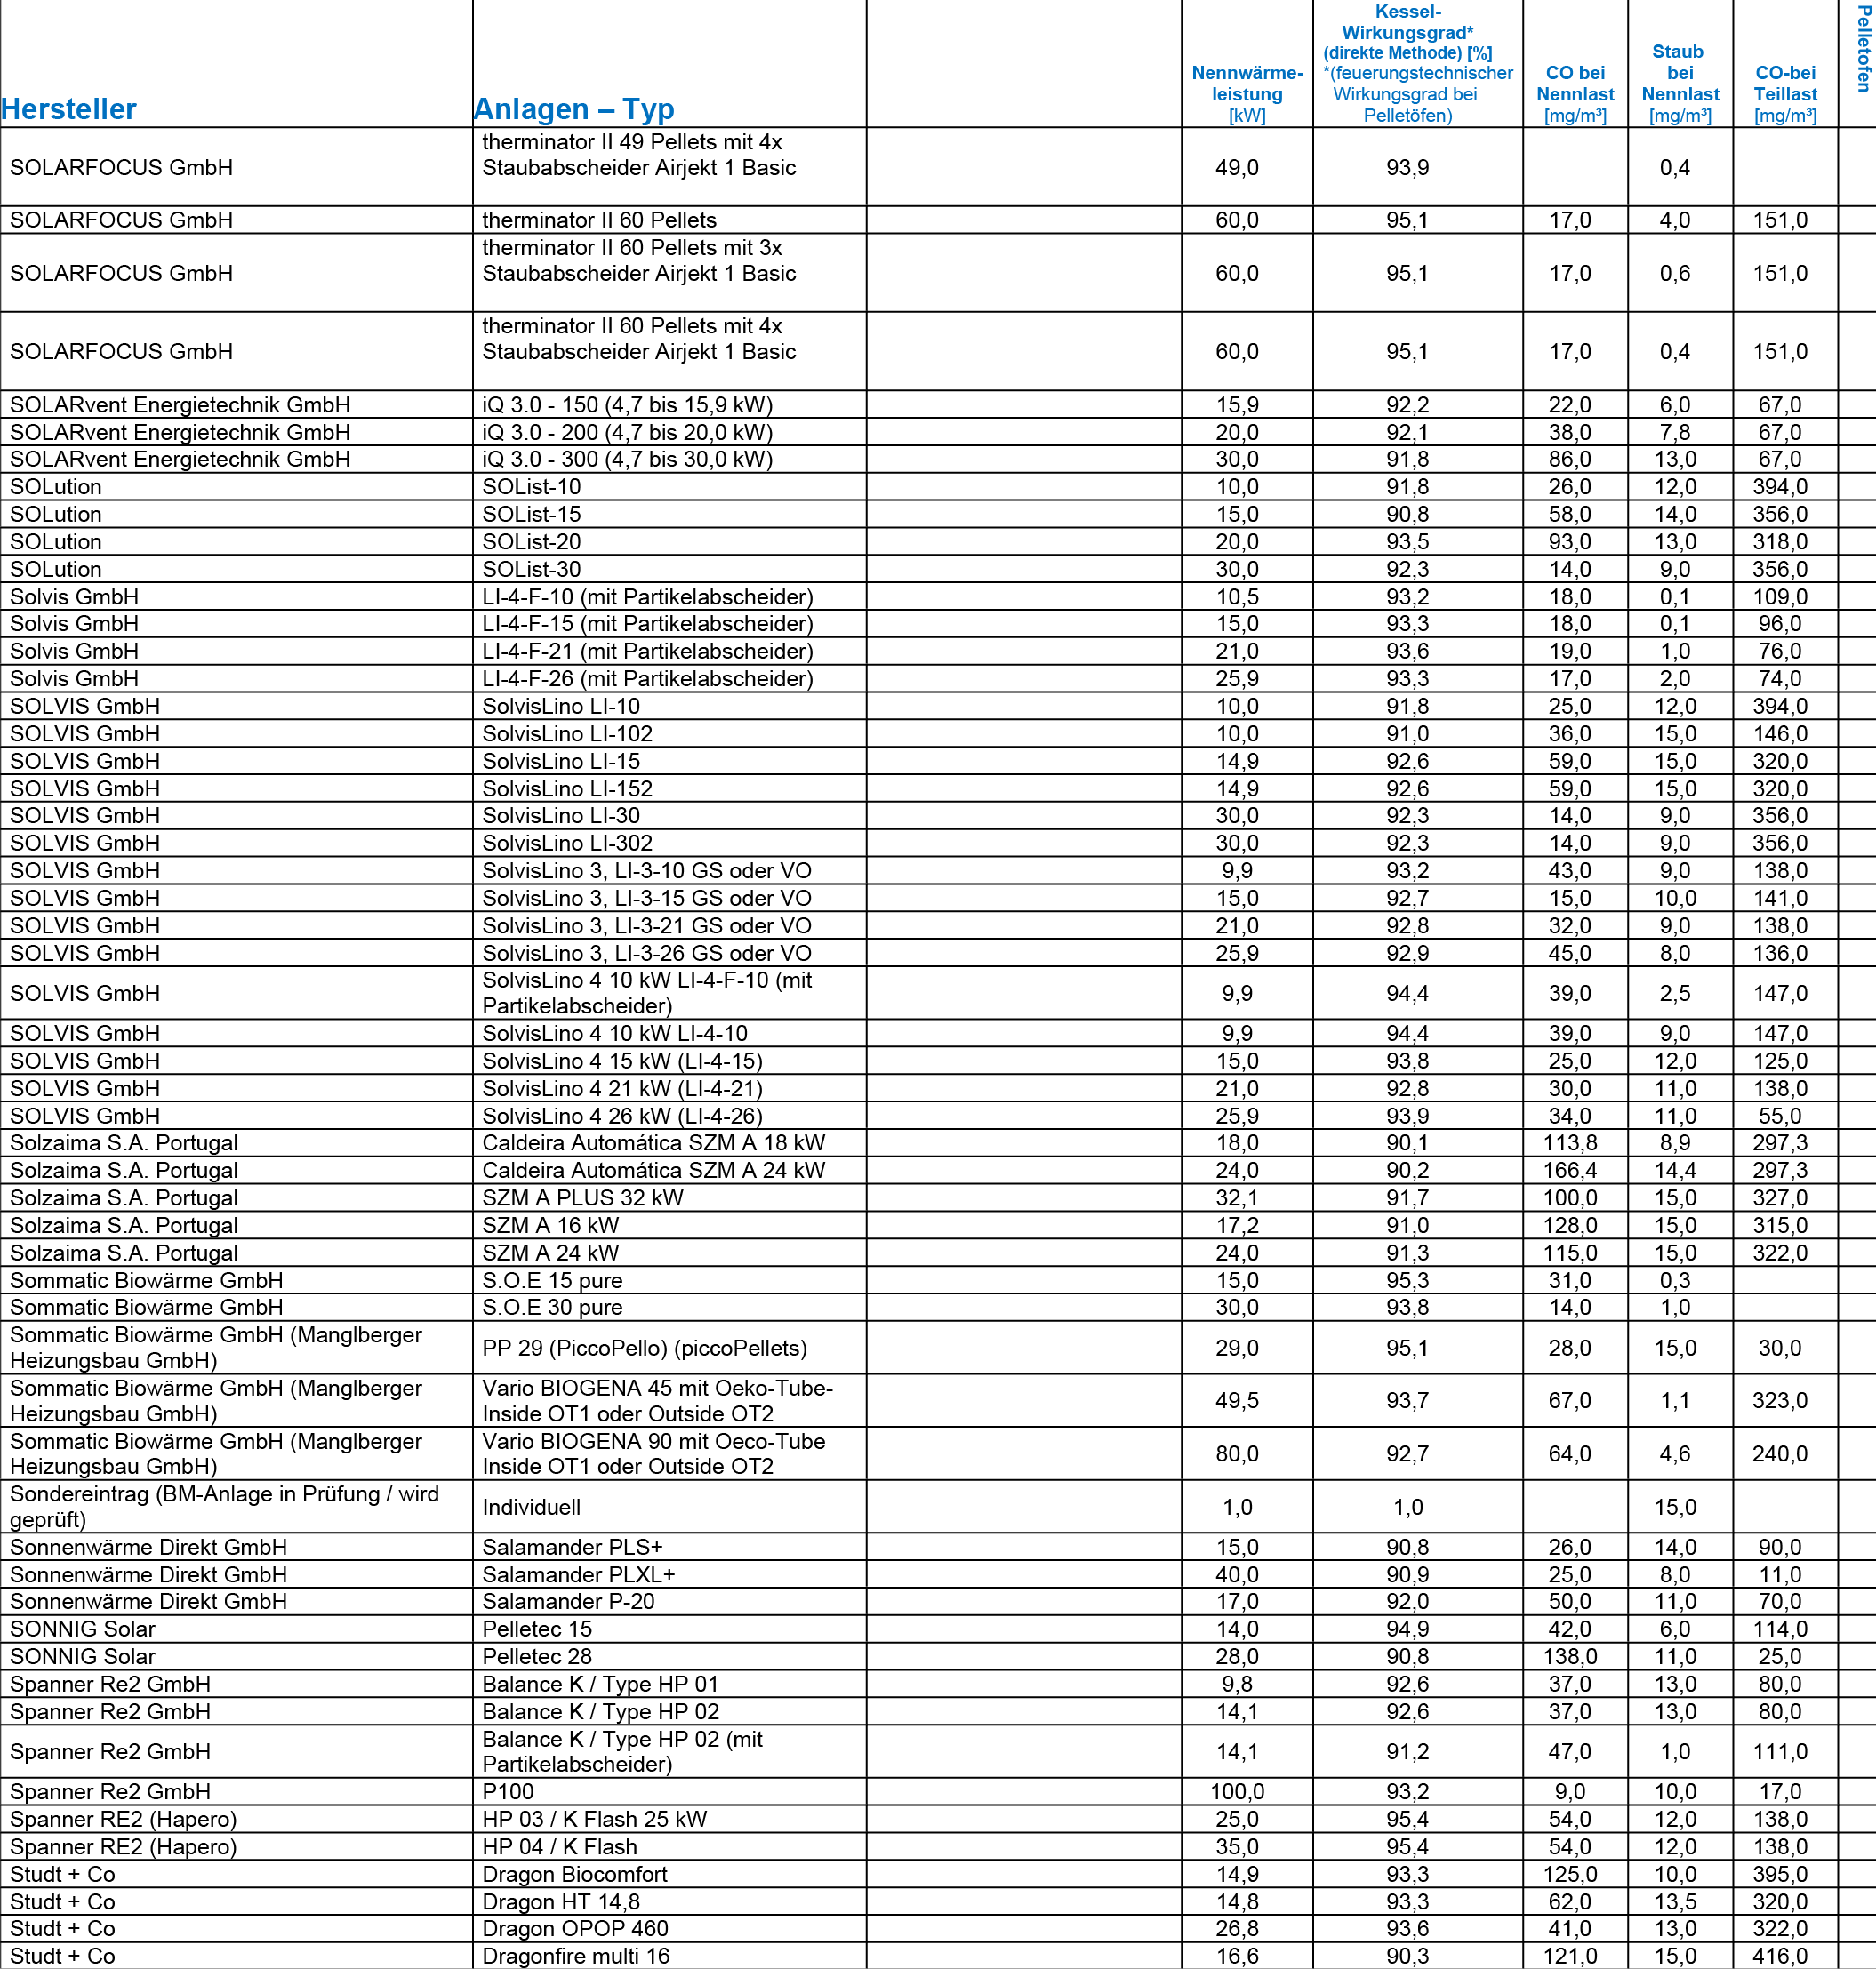 Hersteller
Anlagen – Typ
Nennwärme-
leistung
[kW]
Kessel-
Wirkungsgrad*
(direkte Methode) [%]
*(feuerungstechnischer
Wirkungsgrad bei
Pelletöfen)
CO bei
Nennlast
[mg/m³]
Staub
bei
Nennlast
[mg/m³]
CO-bei
Teillast
[mg/m³]
Pelletofen
SOLARFOCUS GmbH therminator II 49 Pellets mit 4x
Staubabscheider Airjekt 1 Basic 49,0 93,9 0,4
SOLARFOCUS GmbH therminator II 60 Pellets 60,0 95,1 17,0 4,0 151,0
SOLARFOCUS GmbH therminator II 60 Pellets mit 3x
Staubabscheider Airjekt 1 Basic 60,0 95,1 17,0 0,6 151,0
SOLARFOCUS GmbH therminator II 60 Pellets mit 4x
Staubabscheider Airjekt 1 Basic 60,0 95,1 17,0 0,4 151,0
SOLARvent Energietechnik GmbH iQ 3.0 - 150 (4,7 bis 15,9 kW) 15,9 92,2 22,0 6,0 67,0
SOLARvent Energietechnik GmbH iQ 3.0 - 200 (4,7 bis 20,0 kW) 20,0 92,1 38,0 7,8 67,0
SOLARvent Energietechnik GmbH iQ 3.0 - 300 (4,7 bis 30,0 kW) 30,0 91,8 86,0 13,0 67,0
SOLution SOList-10 10,0 91,8 26,0 12,0 394,0
SOLution SOList-15 15,0 90,8 58,0 14,0 356,0
SOLution SOList-20 20,0 93,5 93,0 13,0 318,0
SOLution SOList-30 30,0 92,3 14,0 9,0 356,0
Solvis GmbH LI-4-F-10 (mit Partikelabscheider) 10,5 93,2 18,0 0,1 109,0
Solvis GmbH LI-4-F-15 (mit Partikelabscheider) 15,0 93,3 18,0 0,1 96,0
Solvis GmbH LI-4-F-21 (mit Partikelabscheider) 21,0 93,6 19,0 1,0 76,0
Solvis GmbH LI-4-F-26 (mit Partikelabscheider) 25,9 93,3 17,0 2,0 74,0
SOLVIS GmbH SolvisLino LI-10 10,0 91,8 25,0 12,0 394,0
SOLVIS GmbH SolvisLino LI-102 10,0 91,0 36,0 15,0 146,0
SOLVIS GmbH SolvisLino LI-15 14,9 92,6 59,0 15,0 320,0
SOLVIS GmbH SolvisLino LI-152 14,9 92,6 59,0 15,0 320,0
SOLVIS GmbH SolvisLino LI-30 30,0 92,3 14,0 9,0 356,0
SOLVIS GmbH SolvisLino LI-302 30,0 92,3 14,0 9,0 356,0
SOLVIS GmbH SolvisLino 3, LI-3-10 GS oder VO 9,9 93,2 43,0 9,0 138,0
SOLVIS GmbH SolvisLino 3, LI-3-15 GS oder VO 15,0 92,7 15,0 10,0 141,0
SOLVIS GmbH SolvisLino 3, LI-3-21 GS oder VO 21,0 92,8 32,0 9,0 138,0
SOLVIS GmbH SolvisLino 3, LI-3-26 GS oder VO 25,9 92,9 45,0 8,0 136,0
SOLVIS GmbH SolvisLino 4 10 kW LI-4-F-10 (mit
Partikelabscheider) 9,9 94,4 39,0 2,5 147,0
SOLVIS GmbH SolvisLino 4 10 kW LI-4-10 9,9 94,4 39,0 9,0 147,0
SOLVIS GmbH SolvisLino 4 15 kW (LI-4-15) 15,0 93,8 25,0 12,0 125,0
SOLVIS GmbH SolvisLino 4 21 kW (LI-4-21) 21,0 92,8 30,0 11,0 138,0
SOLVIS GmbH SolvisLino 4 26 kW (LI-4-26) 25,9 93,9 34,0 11,0 55,0
Solzaima S.A. Portugal Caldeira Automática SZM A 18 kW 18,0 90,1 113,8 8,9 297,3
Solzaima S.A. Portugal Caldeira Automática SZM A 24 kW 24,0 90,2 166,4 14,4 297,3
Solzaima S.A. Portugal SZM A PLUS 32 kW 32,1 91,7 100,0 15,0 327,0
Solzaima S.A. Portugal SZM A 16 kW 17,2 91,0 128,0 15,0 315,0
Solzaima S.A. Portugal SZM A 24 kW 24,0 91,3 115,0 15,0 322,0
Sommatic Biowärme GmbH S.O.E 15 pure 15,0 95,3 31,0 0,3
Sommatic Biowärme GmbH S.O.E 30 pure 30,0 93,8 14,0 1,0
Sommatic Biowärme GmbH (Manglberger
Heizungsbau GmbH) PP 29 (PiccoPello) (piccoPellets) 29,0 95,1 28,0 15,0 30,0
Sommatic Biowärme GmbH (Manglberger Vario BIOGENA 45 mit Oeko-Tube-
Heizungsbau GmbH) Inside OT1 oder Outside OT2 49,5 93,7 67,0 1,1 323,0
Sommatic Biowärme GmbH (Manglberger Vario BIOGENA 90 mit Oeco-Tube
Heizungsbau GmbH) Inside OT1 oder Outside OT2 80,0 92,7 64,0 4,6 240,0
Sondereintrag (BM-Anlage in Prüfung / wird
geprüft) Individuell 1,0 1,0 15,0
Sonnenwärme Direkt GmbH Salamander PLS+ 15,0 90,8 26,0 14,0 90,0
Sonnenwärme Direkt GmbH Salamander PLXL+ 40,0 90,9 25,0 8,0 11,0
Sonnenwärme Direkt GmbH Salamander P-20 17,0 92,0 50,0 11,0 70,0
SONNIG Solar Pelletec 15 14,0 94,9 42,0 6,0 114,0
SONNIG Solar Pelletec 28 28,0 90,8 138,0 11,0 25,0
Spanner Re2 GmbH Balance K / Type HP 01 9,8 92,6 37,0 13,0 80,0
Spanner Re2 GmbH Balance K / Type HP 02 14,1 92,6 37,0 13,0 80,0
Spanner Re2 GmbH Balance K / Type HP 02 (mit
Partikelabscheider) 14,1 91,2 47,0 1,0 111,0
Spanner Re2 GmbH P100 100,0 93,2 9,0 10,0 17,0
Spanner RE2 (Hapero) HP 03 / K Flash 25 kW 25,0 95,4 54,0 12,0 138,0
Spanner RE2 (Hapero) HP 04 / K Flash 35,0 95,4 54,0 12,0 138,0
Studt + Co Dragon Biocomfort 14,9 93,3 125,0 10,0 395,0
Studt + Co Dragon HT 14,8 14,8 93,3 62,0 13,5 320,0
Studt + Co Dragon OPOP 460 26,8 93,6 41,0 13,0 322,0
Studt + Co Dragonfire multi 16 16,6 90,3 121,0 15,0 416,0